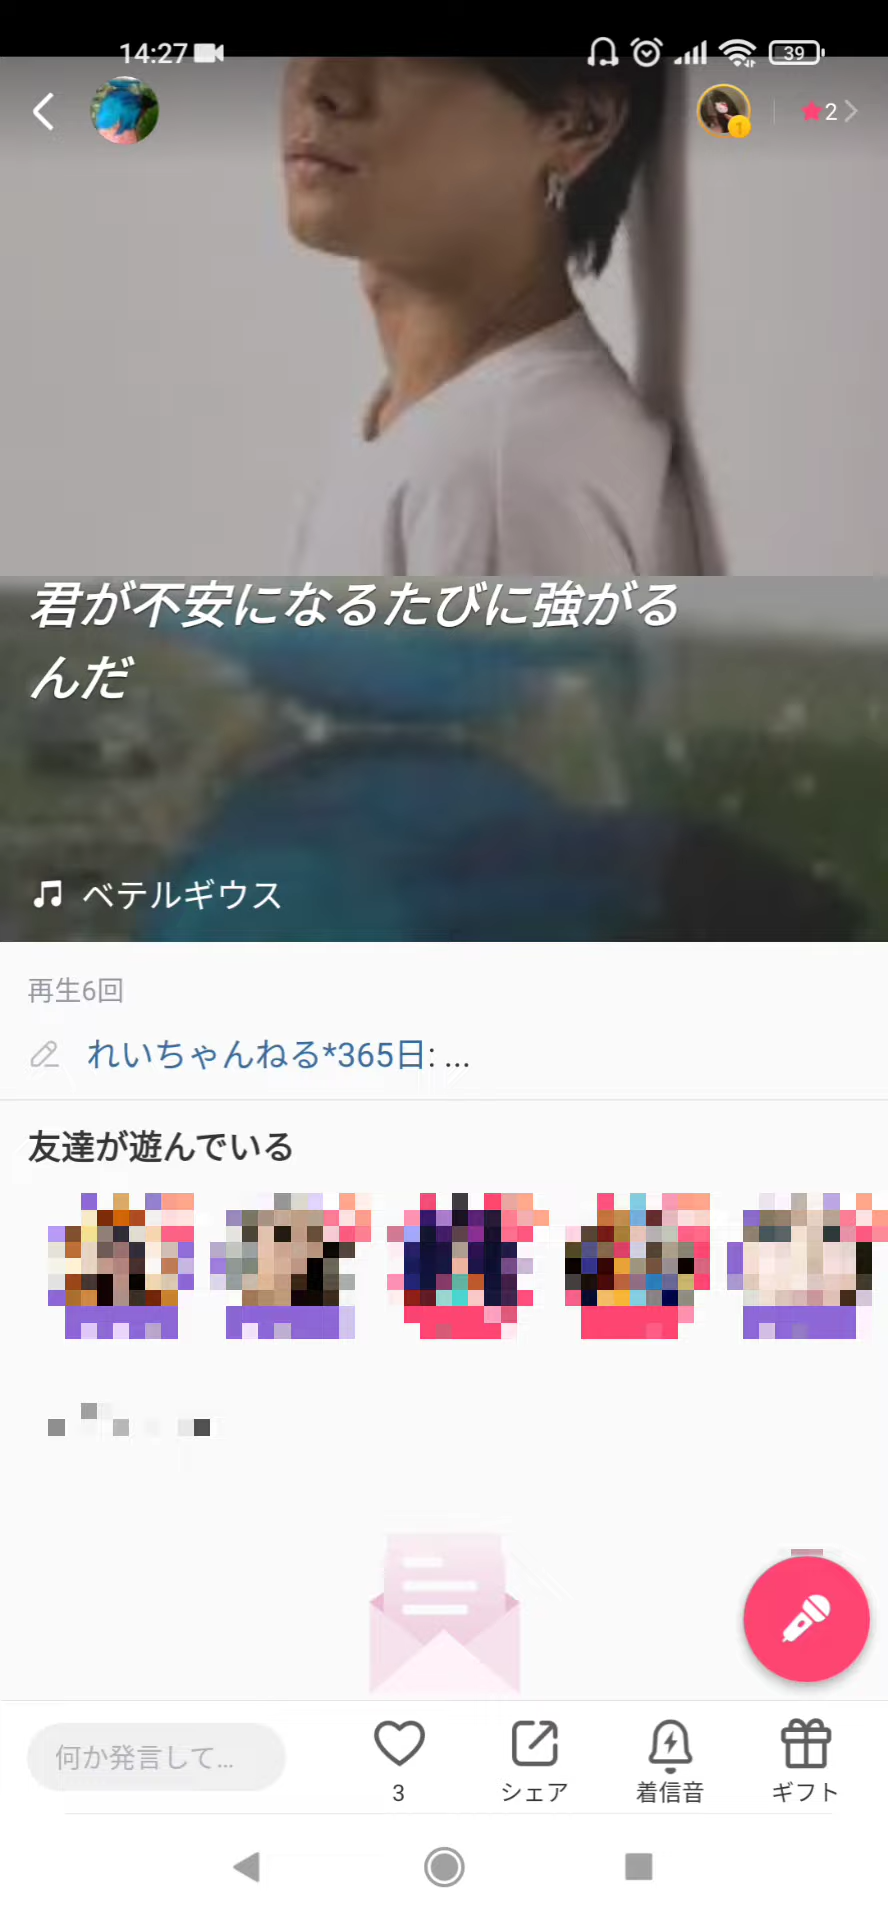 14:27
39
1
2
君が不安になるたびに強がる
んだ
ベテルギウス
再生6回
れいちゃんねる*365日: ...
友達が遊んでいる
何か発言して...
3
シェア
着信音
ギフト